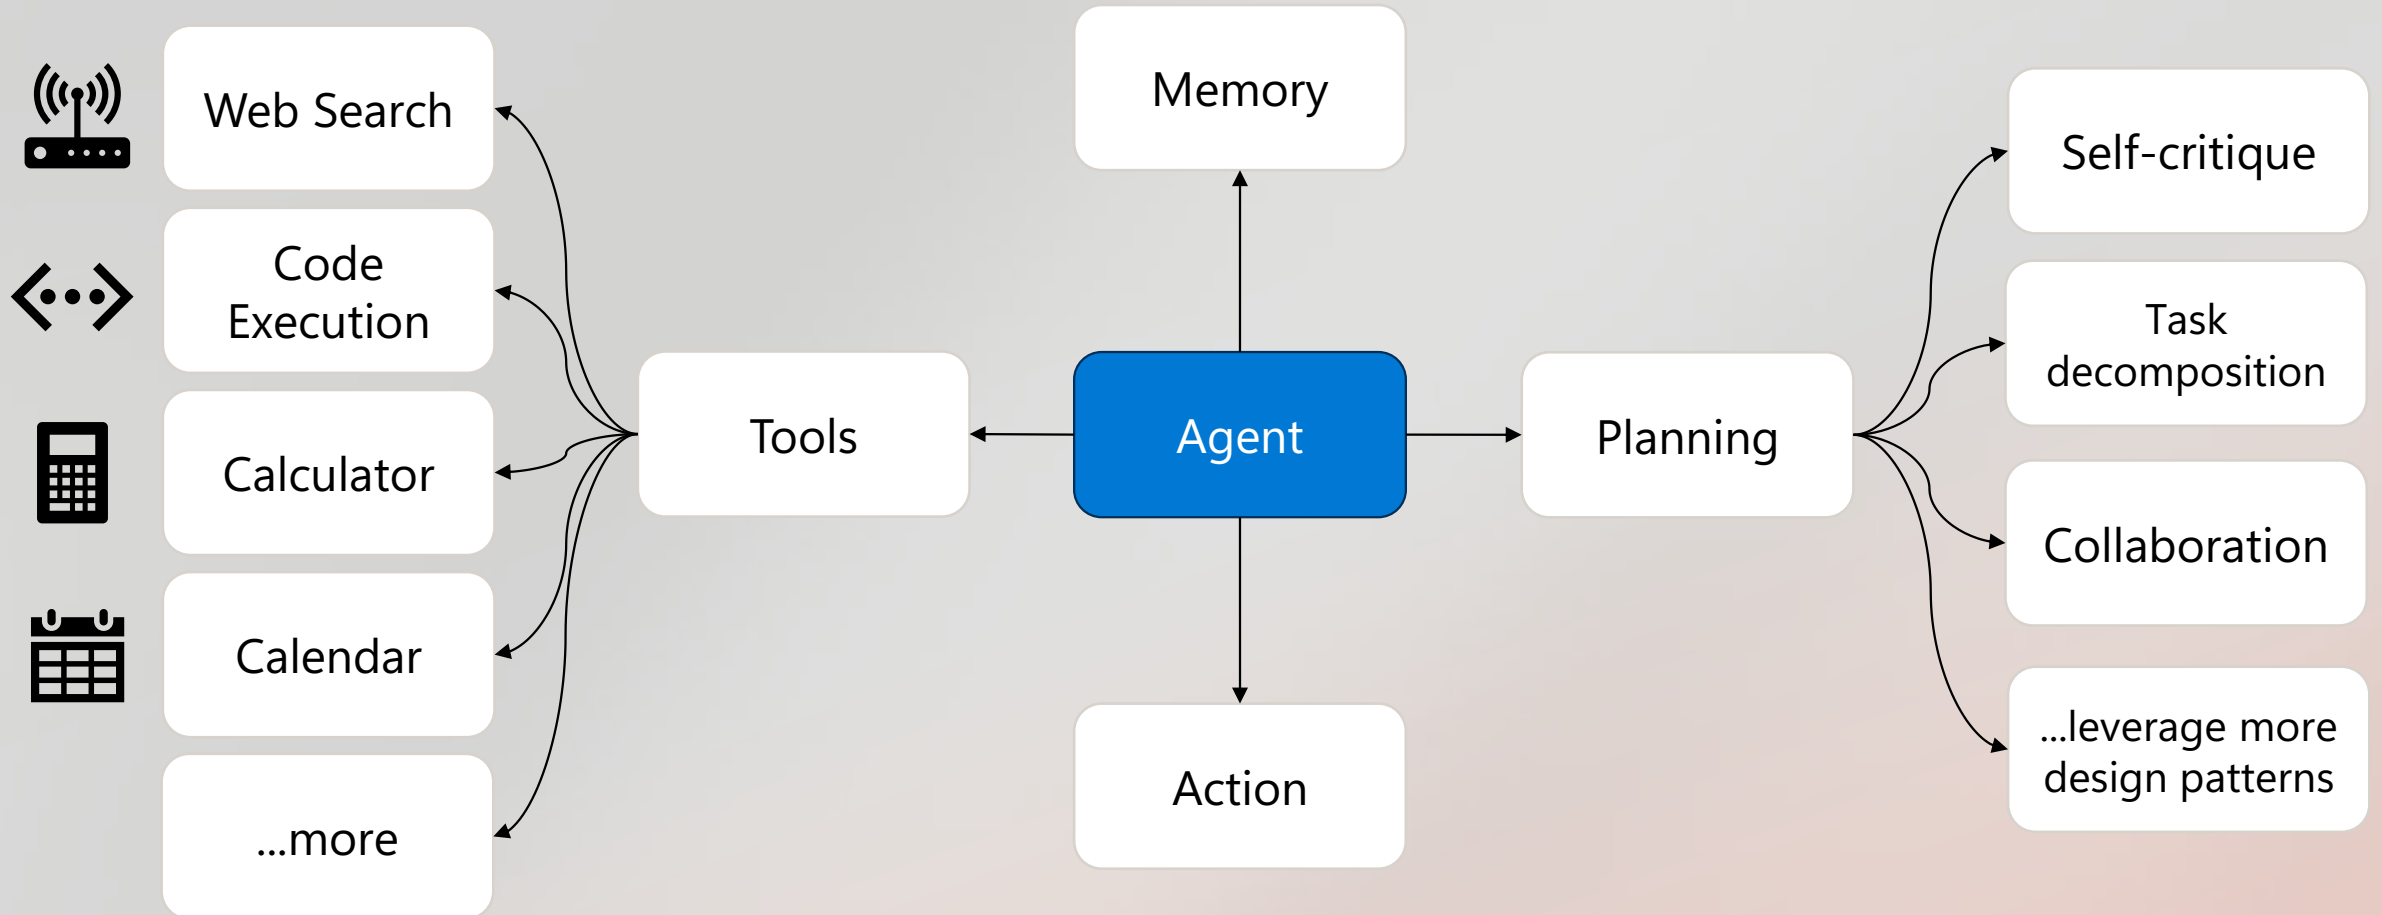 Web Search
Code
Execution
Calculator
Calendar
...more
Tools
Memory
Agent
Action
Planning
Self-critique
Task
decomposition
Collaboration
...leverage more
design patterns